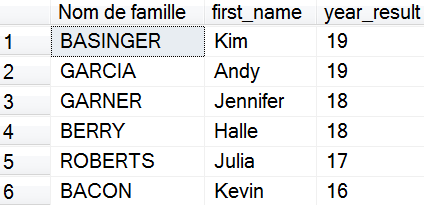 Nom de famille first_name year_result
1 BASINGER Kim 19
2 GARCIA Andy 19
3 GARNER Jennifer 18
4 BERRY Halle 18
5 ROBERTS Julia 17
6 BACON Kevin 16